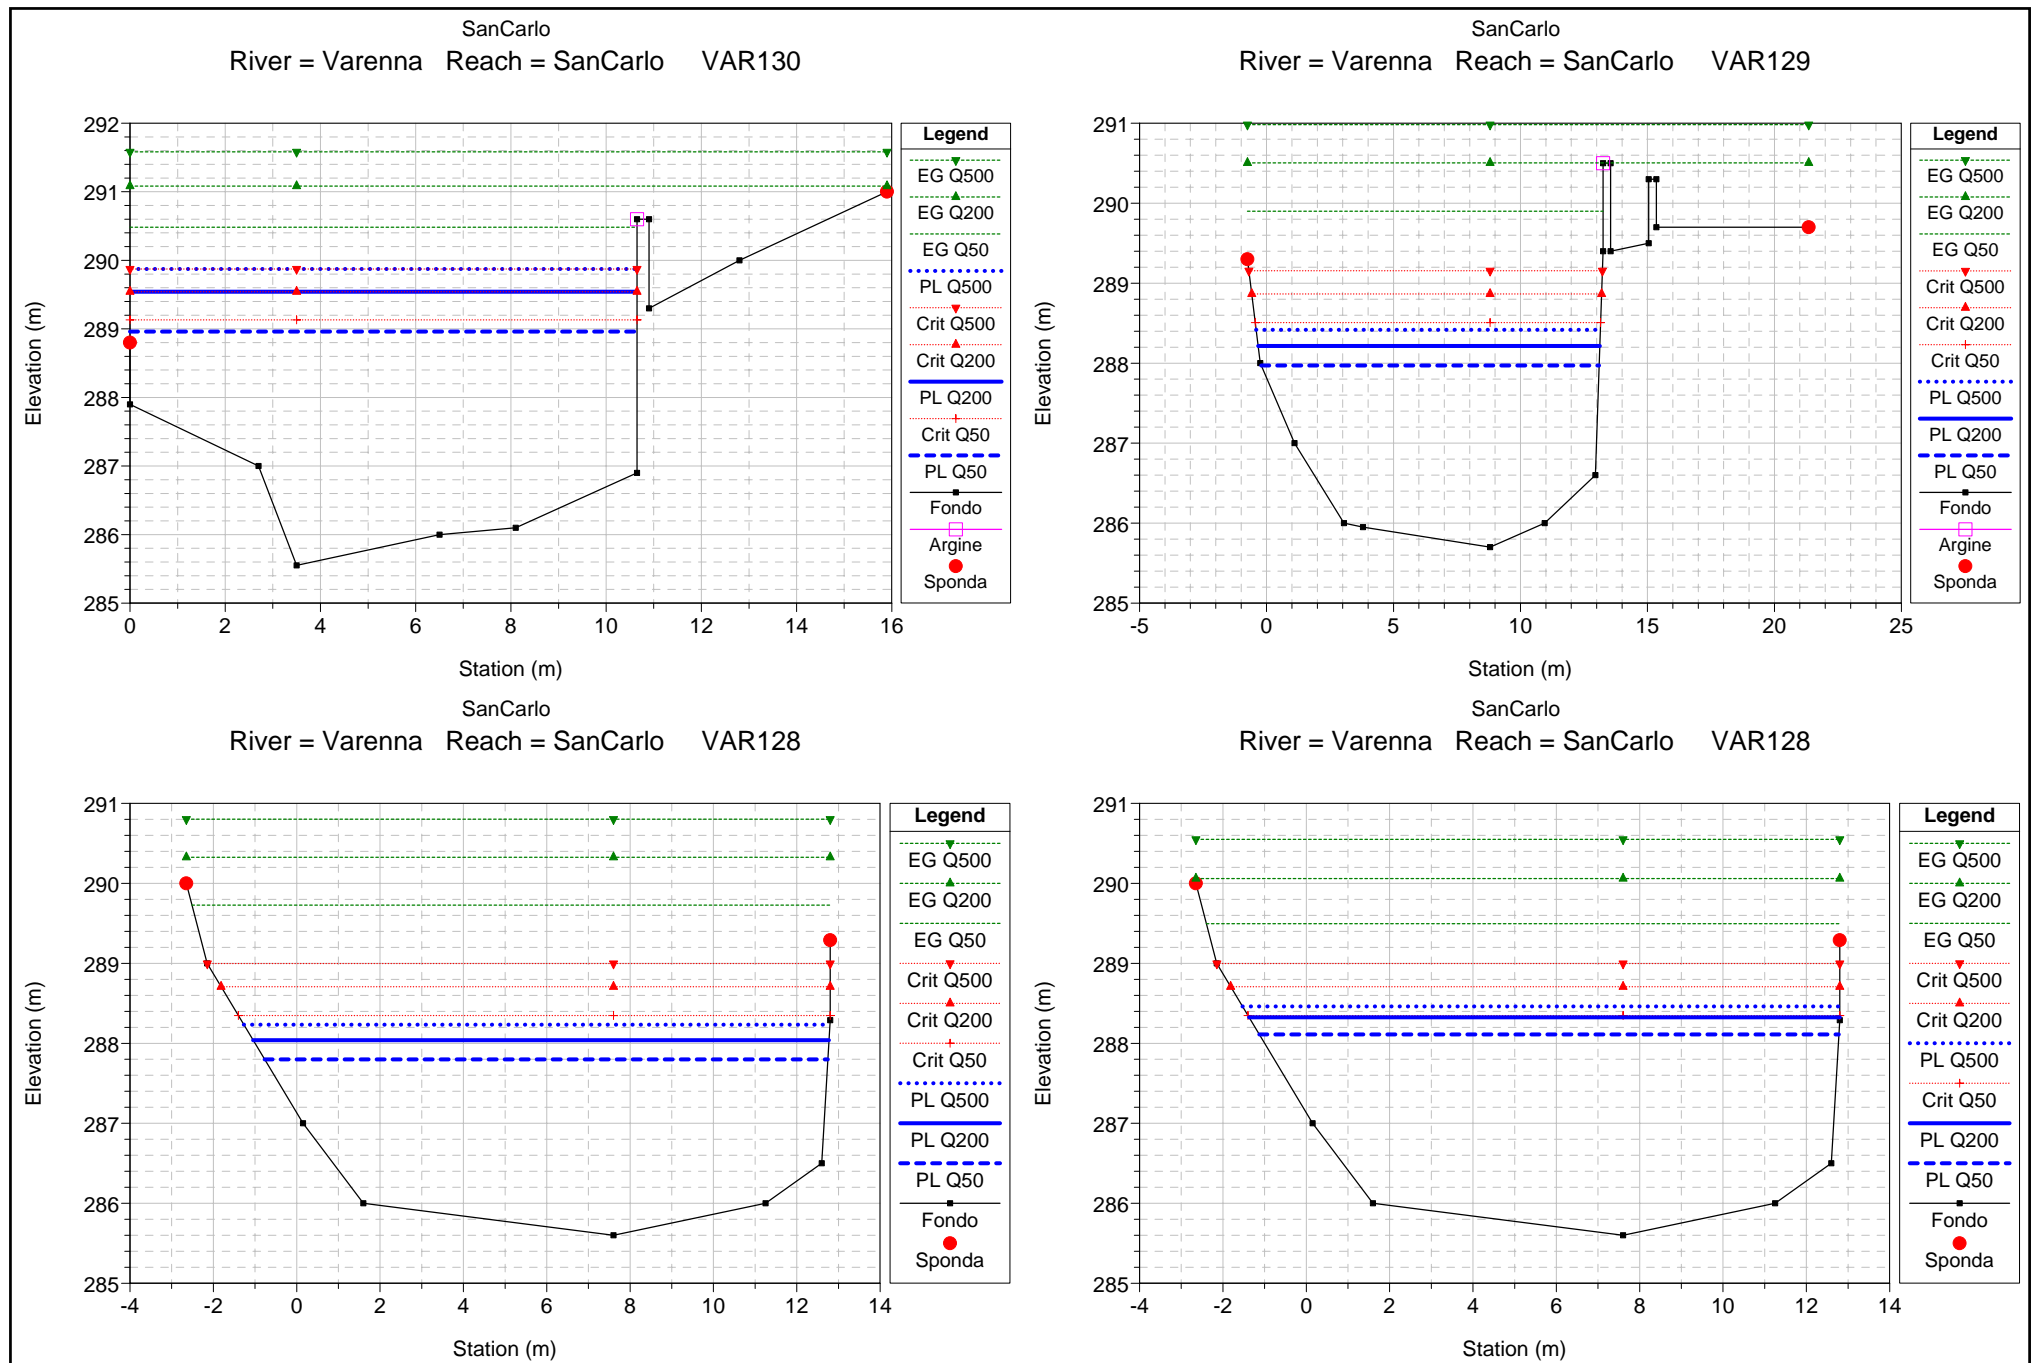 SanCarlo
River = Varenna Reach = SanCarlo VAR130
292
291
290
289
288
287
286
285
0 2 4 6 8 10 12 14 16
Station (m)
Elevation (m)
Legend
EG Q500
EG Q200
EG Q50
PL Q500
Crit Q500
Crit Q200
PL Q200
Crit Q50
PL Q50
Fondo
Argine
Sponda
SanCarlo
River = Varenna Reach = SanCarlo VAR129
291
290
289
288
287
286
285
-5 0 5 10 15 20 25
Station (m)
Elevation (m)
Legend
EG Q500
EG Q200
EG Q50
Crit Q500
Crit Q200
Crit Q50
PL Q500
PL Q200
PL Q50
Fondo
Argine
Sponda
SanCarlo
River = Varenna Reach = SanCarlo VAR128
291
290
289
288
287
286
285
-4 -2 0 2 4 6 8 10 12 14
Station (m)
Elevation (m)
Legend
EG Q500
EG Q200
EG Q50
Crit Q500
Crit Q200
Crit Q50
PL Q500
PL Q200
PL Q50
Fondo
Sponda
SanCarlo
River = Varenna Reach = SanCarlo VAR128
291
290
289
288
287
286
285
-4 -2 0 2 4 6 8 10 12 14
Station (m)
Elevation (m)
Legend
EG Q500
EG Q200
EG Q50
Crit Q500
Crit Q200
PL Q500
Crit Q50
PL Q200
PL Q50
Fondo
Sponda